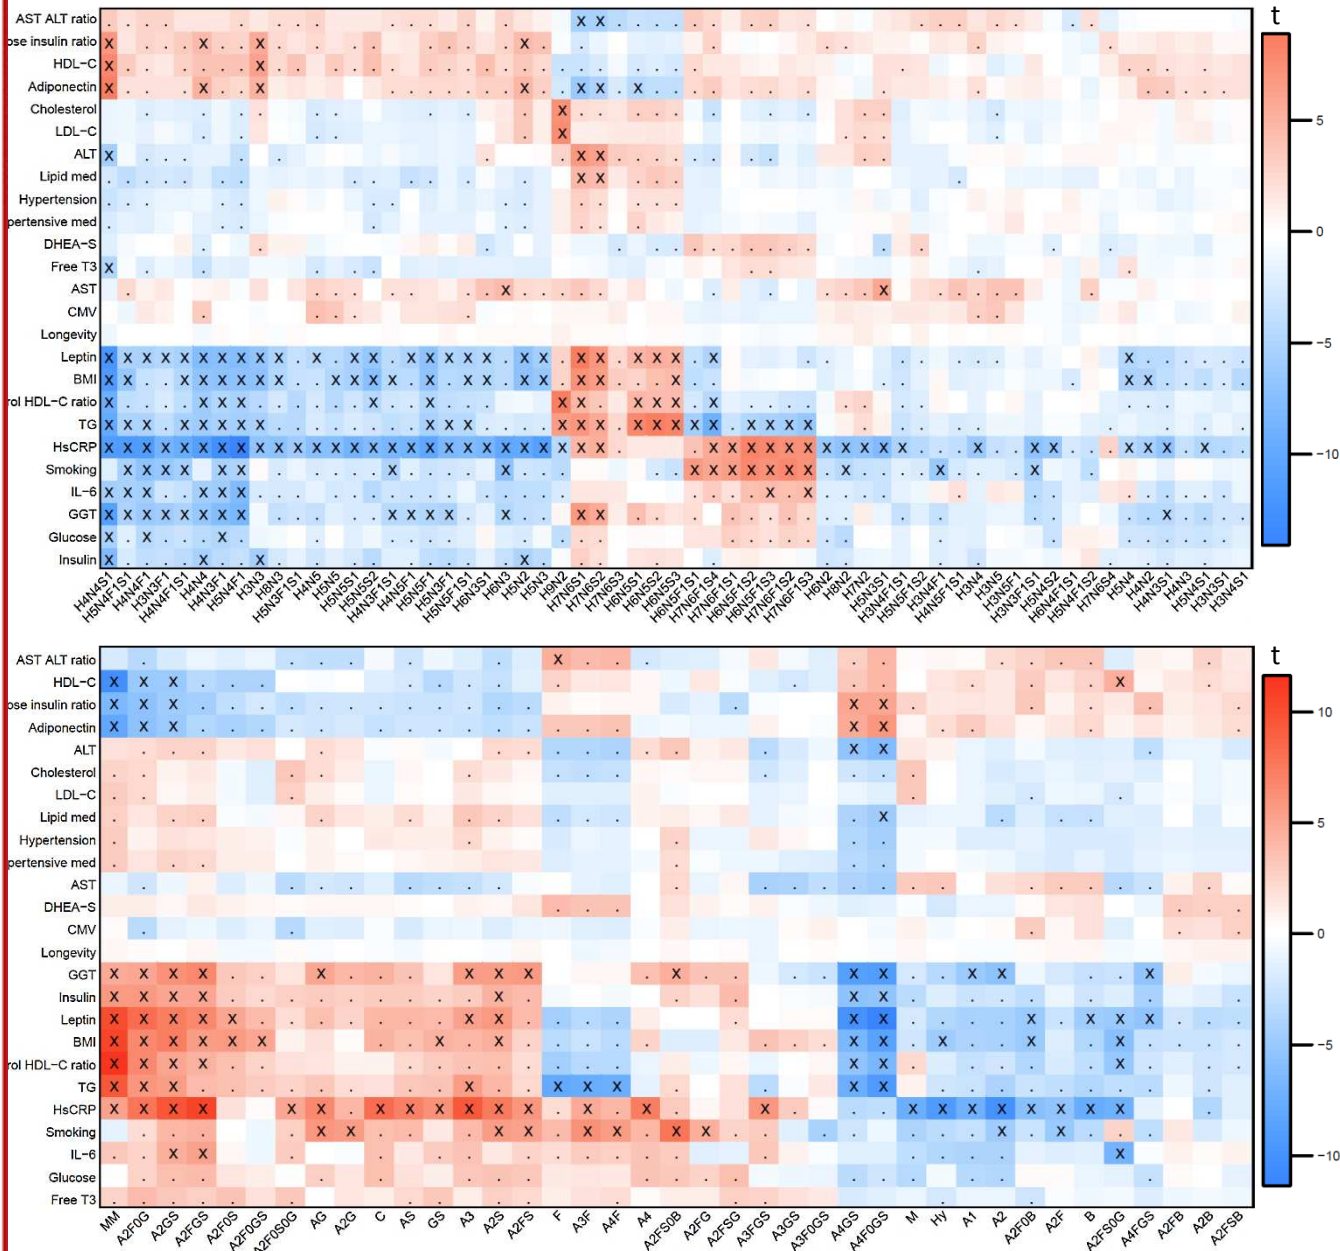 t
AST ALT ratio
ose insulin ratio
HDL−C
Adiponectin
Cholesterol
LDL−C
ALT
Lipid med
Hypertension
pertensive med
DHEA−S
Free T3
AST
CMV
Longevity
Leptin
BMI
rol HDL−C ratio
TG
HsCRP
Smoking
IL−6
GGT
Glucose
Insulin
5
0
−5
−10
H4N4S1 H5N4F1S1 H4N4F1 H3N3F1 H4N4F1S1 H4N4 H4N3F1 H5N4F1 H3N3 H6N3 H5N3F1S1 H4N5 H5N5 H5N5S1 H5N5S2 H4N3F1S1 H4N5F1 H5N5F1 H5N3F1 H5N5F1S1 H6N3S1 H6N3 H5N2 H5N3 H9N2 H7N6S1 H7N6S2 H7N6S3 H6N5S1 H6N5S2 H6N5S3 H6N5F1S1 H7N6F1S4 H7N6F1S1 H6N5F1S2 H6N5F1S3 H7N6F1S2 H7N6F1S3 H6N2 H8N2 H7N2 H5N3S1 H3N4F1S1 H5N5F1S2 H3N4F1 H4N5F1S1 H3N4 H3N5 H3N5F1 H3N3F1S1 H5N4S2 H6N4F1S1 H5N4F1S2 H7N6S4 H5N4 H4N2 H4N3S1 H4N3 H5N4S1 H3N3S1 H3N4S1
t
AST ALT ratio
HDL−C
ose insulin ratio
Adiponectin
ALT
Cholesterol
LDL−C
Lipid med
Hypertension
pertensive med
AST
DHEA−S
CMV
Longevity
GGT
Insulin
Leptin
BMI
rol HDL−C ratio
TG
HsCRP
Smoking
IL−6
Glucose
Free T3
10
5
0
−5
−10
MM A2F0G A2GS A2FGS A2F0S A2F0GS A2F0S0G AG A2G C AS GS A3 A2S A2FS F A3F A4F A4 A2FS0B A2FG A2FSG A3FGS A3GS A3F0GS A4GS A4F0GS M Hy A1 A2 A2F0B A2F B A2FS0G A4FGS A2FB A2B A2FSB